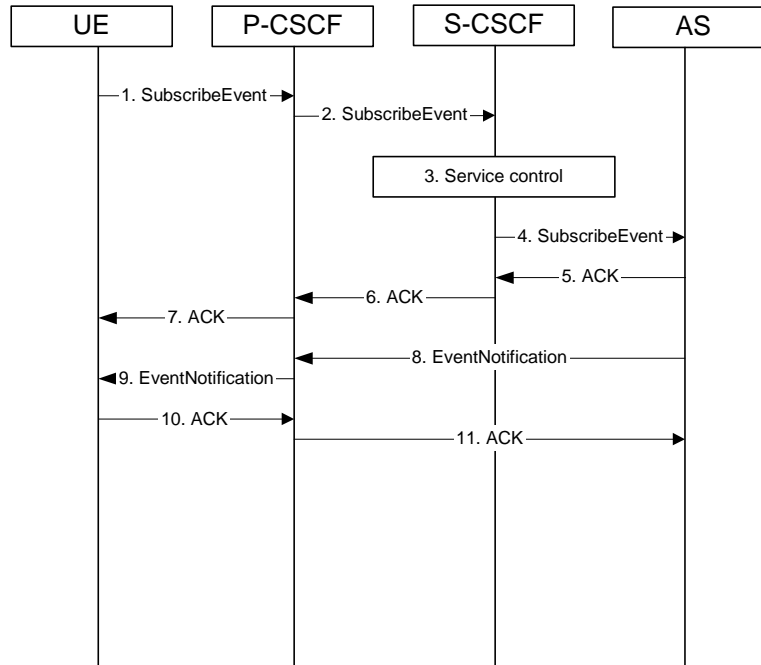 UE
P-CSCF
S-CSCF
AS
1. SubscribeEvent
2. SubscribeEvent
3. Service control
4. SubscribeEvent
5. ACK
6. ACK
7. ACK
8. EventNotification
9. EventNotification
10. ACK
11. ACK